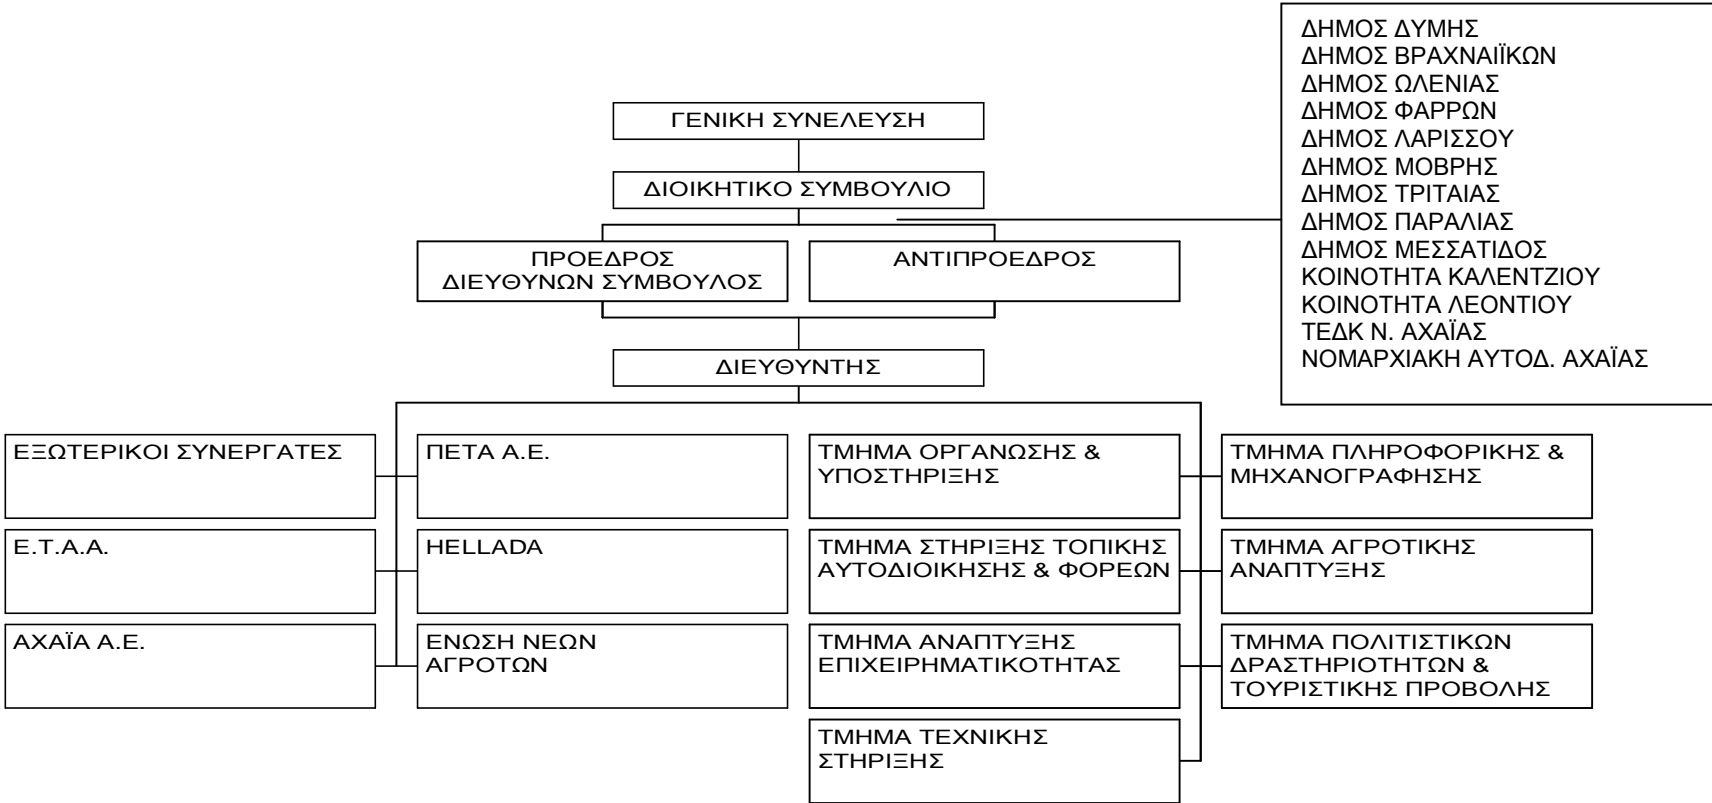 ΓΕΝΙΚΗ ΣΥΝΕΛΕΥΣΗ
ΔΙΟΙΚΗΤΙΚΟ ΣΥΜΒΟΥΛΙΟ
ΔΗΜΟΣ ΔΥΜΗΣ
ΔΗΜΟΣ ΒΡΑΧΝΑΙΪΚΩΝ
ΔΗΜΟΣ ΩΛΕΝΙΑΣ
ΔΗΜΟΣ ΦΑΡΡΩΝ
ΔΗΜΟΣ ΛΑΡΙΣΣΟΥ
ΔΗΜΟΣ ΜΟΒΡΗΣ
ΔΗΜΟΣ ΤΡΙΤΑΙΑΣ
ΔΗΜΟΣ ΠΑΡΑΛΙΑΣ
ΔΗΜΟΣ ΜΕΣΣΑΤΙΔΟΣ
ΚΟΙΝΟΤΗΤΑ ΚΑΛΕΝΤΖΙΟΥ
ΚΟΙΝΟΤΗΤΑ ΛΕΟΝΤΙΟΥ
ΤΕΔΚ Ν. ΑΧΑΪΑΣ
ΝΟΜΑΡΧΙΑΚΗ ΑΥΤΟΔ. ΑΧΑΪΑΣ
ΠΡΟΕΔΡΟΣ
ΔΙΕΥΘΥΝΩΝ ΣΥΜΒΟΥΛΟΣ
ΑΝΤΙΠΡΟΕΔΡΟΣ
ΔΙΕΥΘΥΝΤΗΣ
ΕΞΩΤΕΡΙΚΟΙ ΣΥΝΕΡΓΑΤΕΣ
ΠΕΤΑ Α.Ε.
ΤΜΗΜΑ ΟΡΓΑΝΩΣΗΣ &
ΥΠΟΣΤΗΡΙΞΗΣ
ΤΜΗΜΑ ΠΛΗΡΟΦΟΡΙΚΗΣ &
ΜΗΧΑΝΟΓΡΑΦΗΣΗΣ
Ε.Τ.Α.Α.
HELLADA
ΤΜΗΜΑ ΣΤΗΡΙΞΗΣ ΤΟΠΙΚΗΣ
ΑΥΤΟΔΙΟΙΚΗΣΗΣ & ΦΟΡΕΩΝ
ΤΜΗΜΑ ΑΓΡΟΤΙΚΗΣ
ΑΝΑΠΤΥΞΗΣ
ΑΧΑΪΑ Α.Ε.
ΕΝΩΣΗ ΝΕΩΝ
ΑΓΡΟΤΩΝ
ΤΜΗΜΑ ΑΝΑΠΤΥΞΗΣ
ΕΠΙΧΕΙΡΗΜΑΤΙΚΟΤΗΤΑΣ
ΤΜΗΜΑ ΠΟΛΙΤΙΣΤΙΚΩΝ
ΔΡΑΣΤΗΡΙΟΤΗΤΩΝ &
ΤΟΥΡΙΣΤΙΚΗΣ ΠΡΟΒΟΛΗΣ
ΤΜΗΜΑ ΤΕΧΝΙΚΗΣ
ΣΤΗΡΙΞΗΣ